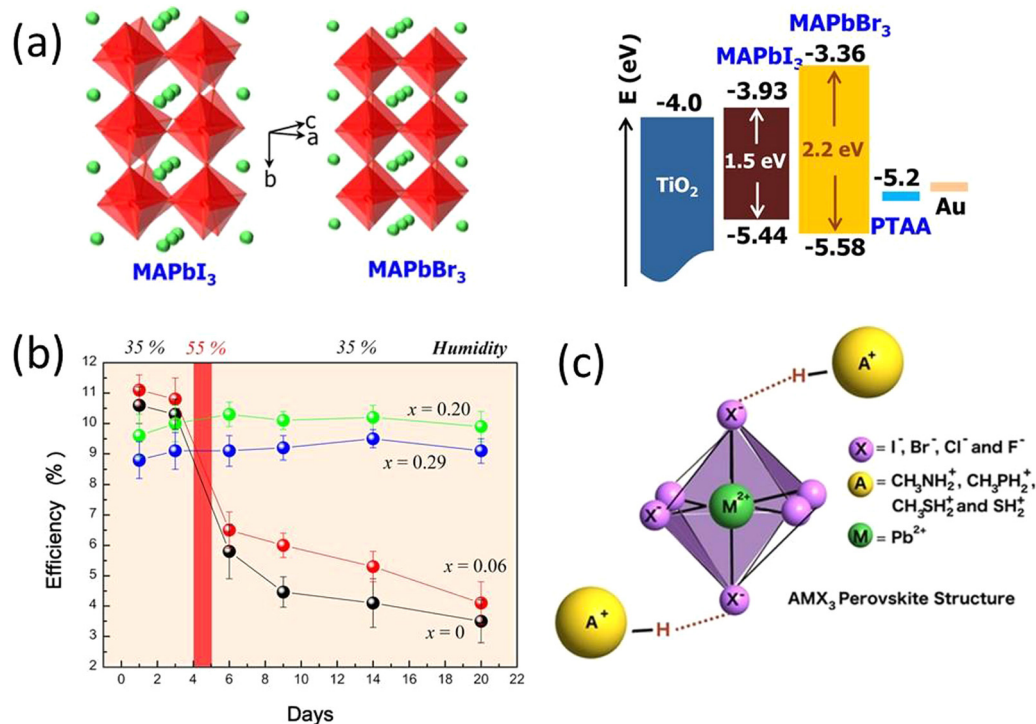 (a)
c
a
b
MAPbI₃
MAPbBr₃
E (eV)
MAPbBr₃
-3.36
MAPbI₃
-3.93
-4.0
1.5 eV
2.2 eV
TiO₂
-5.2
Au
PTAA
-5.44
-5.58
(b)
35 % 55 % 35 % Humidity
12
11
10
9
8
7
6
5
4
3
2
x = 0.20
x = 0.29
x = 0.06
x = 0
Efficiency (%)
0 2 4 6 8 10 12 14 16 18 20 22
Days
(c)
A⁺
H
X⁻
M²⁺
X⁻
X⁻
A⁺
H
X = I⁻, Br⁻, Cl⁻ and F⁻
A = CH₃NH₂⁺, CH₃PH₂⁺,
CH₃SH₂⁺ and SH₂⁺
M = Pb²⁺
AMX₃ Perovskite Structure